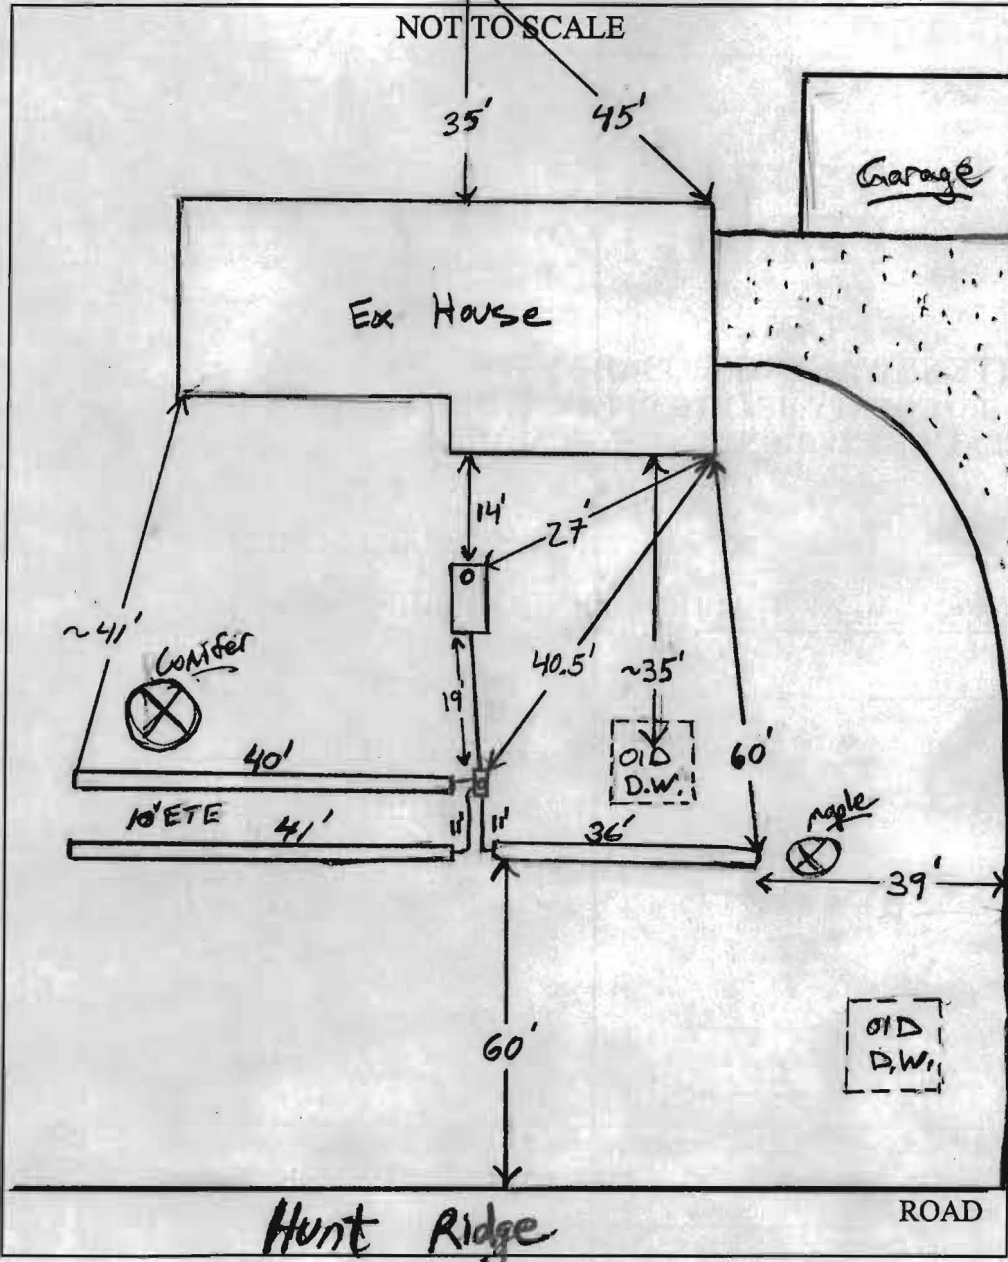 NOT TO SCALE
35'
45'
Garage
Ex House
14'
27'
~41'
Conifer
19'
40.5'
~35'
60'
OlD
D.W.
40'
10' ETE
41'
11'
11'
36'
maple
39'
60'
OlD
D.W.
ROAD
Hunt Ridge